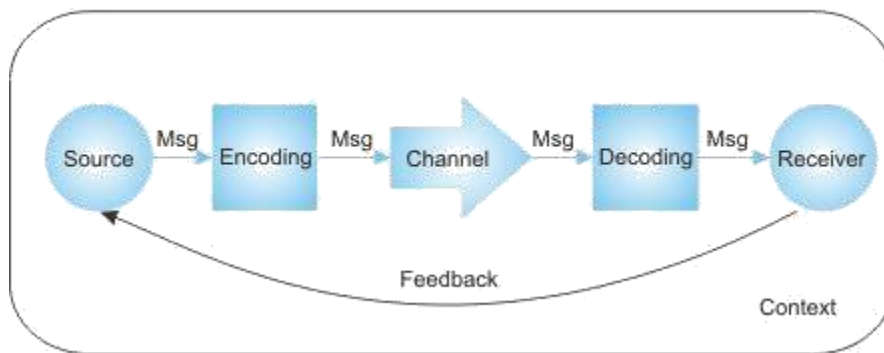 Msg Msg Msg Msg
Source Encoding Channel Decoding Receiver
Feedback
Context